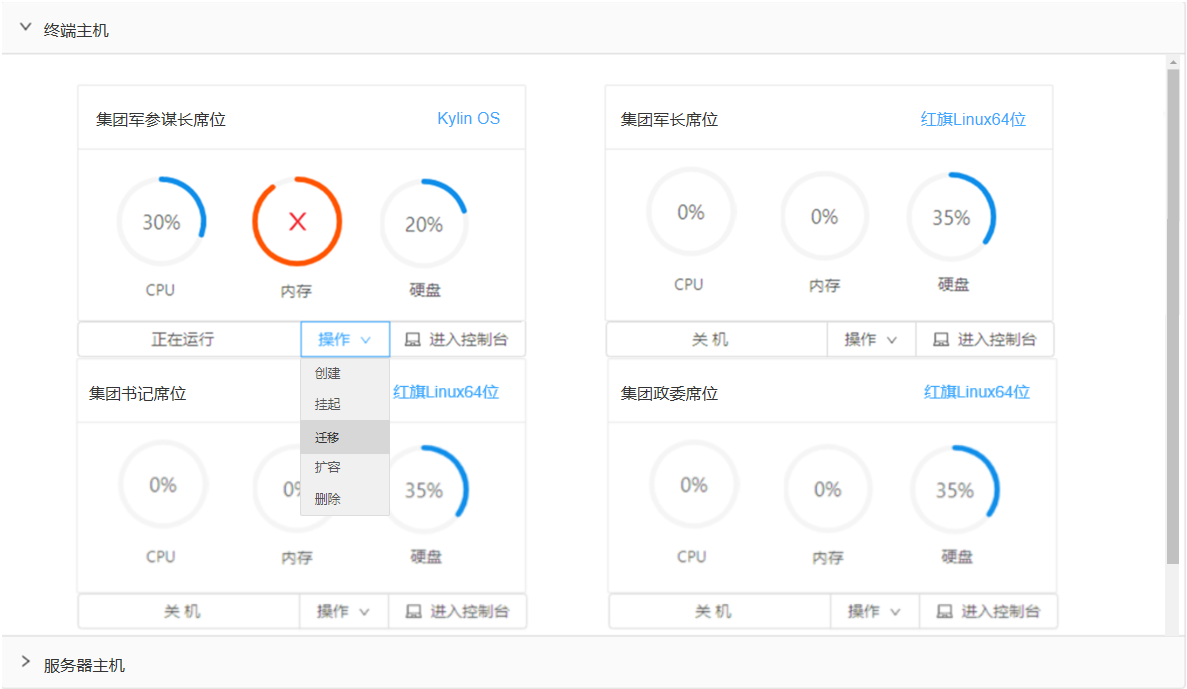 终端主机
集团军参谋长席位 Kylin OS
30% X 20%
CPU 内存 硬盘
正在运行 操作 进入控制台
集团军长席位 红旗Linux64位
0% 0% 35%
CPU 内存 硬盘
关 机 操作 进入控制台
创建
挂起
迁移
扩容
删除
集团书记席位 红旗Linux64位
0% 0% 35%
CPU 内存 硬盘
关 机 操作 进入控制台
集团政委席位 红旗Linux64位
0% 0% 35%
CPU 内存 硬盘
关 机 操作 进入控制台
服务器主机